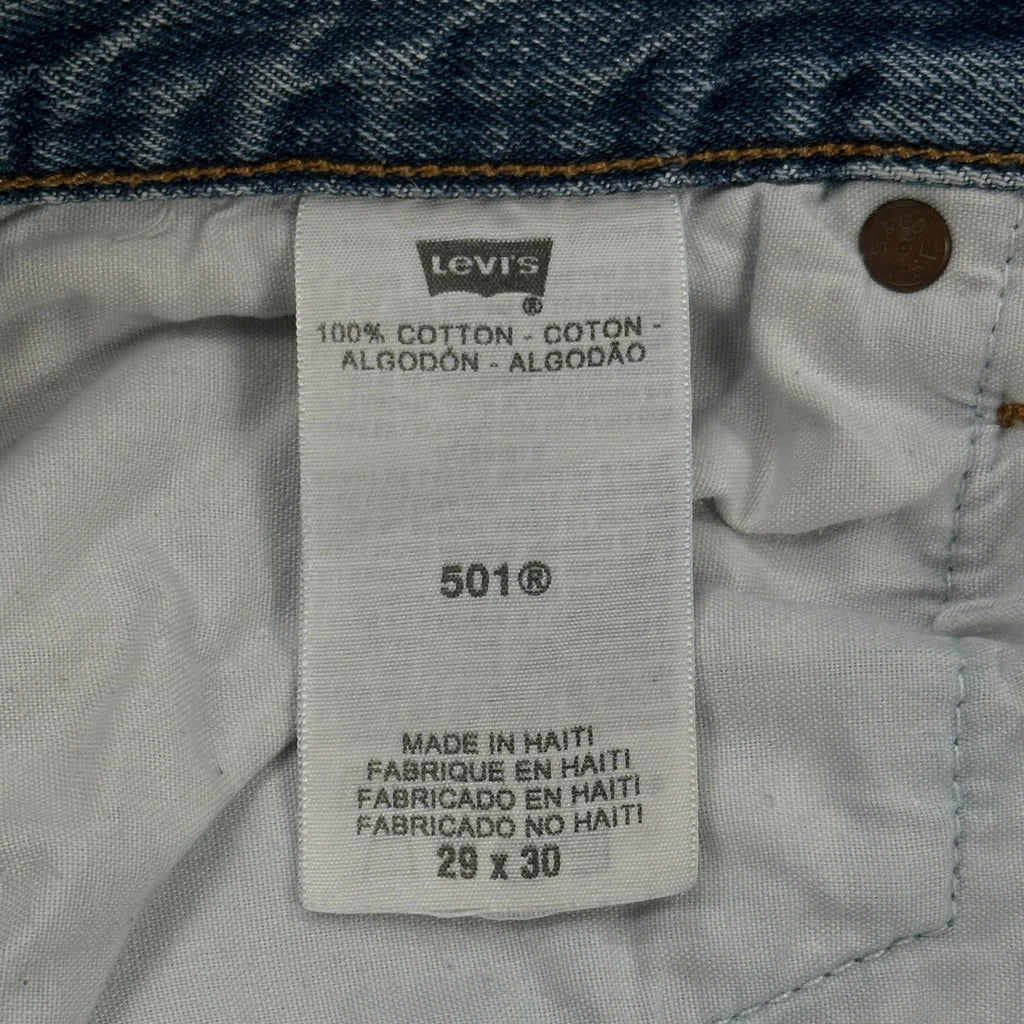 Levi's
®
100% COTTON - COTON -
ALGODÓN - ALGODÃO
501®
MADE IN HAITI
FABRIQUE EN HAITI
FABRICADO EN HAITI
FABRICADO NO HAITI
29 x 30